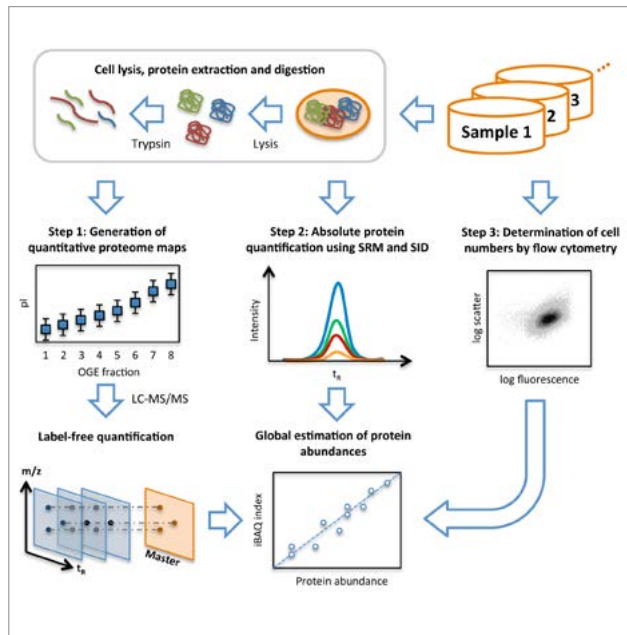 Cell lysis, protein extraction and digestion
Trypsin
Lysis
Sample 1
2
3
Step 1: Generation of
quantitative proteome maps
pI
1 2 3 4 5 6 7 8
OGE fraction
LC-MS/MS
Label-free quantification
m/z
t_R
Master
Step 2: Absolute protein
quantification using SRM and SID
Intensity
t_R
Global estimation of protein
abundances
iBAQ index
Protein abundance
Step 3: Determination of cell
numbers by flow cytometry
log scatter
log fluorescence